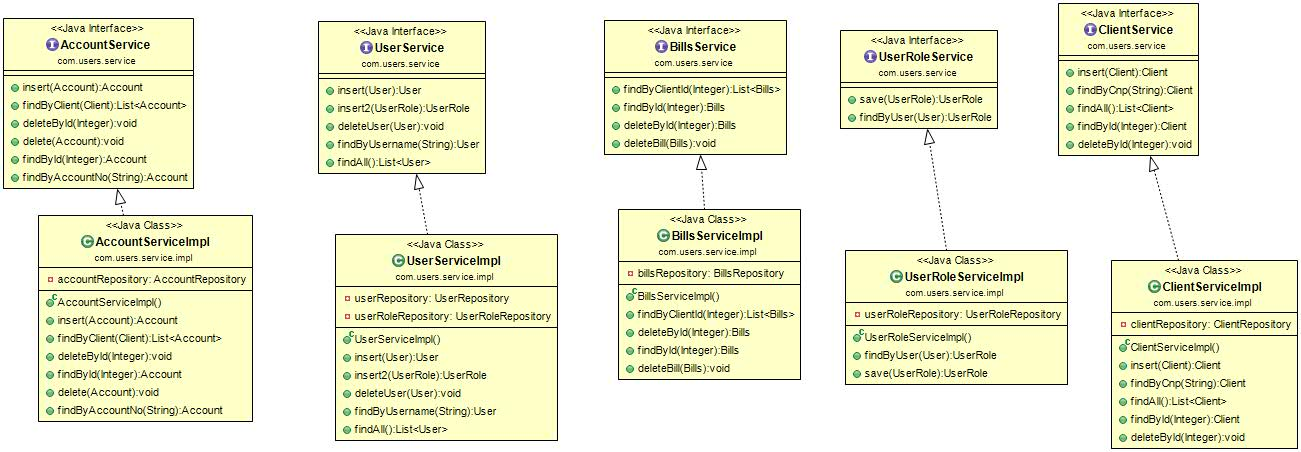 <<Java Interface>>
AccountService
com.users.service
insert(Account):Account
findByClient(Client):List<Account>
deleteById(Integer):void
delete(Account):void
findById(Integer):Account
findByAccountNo(String):Account
<<Java Class>>
AccountServiceImpl
com.users.service.impl
accountRepository: AccountRepository
AccountServiceImpl()
insert(Account):Account
findByClient(Client):List<Account>
deleteById(Integer):void
findById(Integer):Account
delete(Account):void
findByAccountNo(String):Account
<<Java Interface>>
UserService
com.users.service
insert(User):User
insert2(UserRole):UserRole
deleteUser(User):void
findByUsername(String):User
findAll():List<User>
<<Java Class>>
UserServiceImpl
com.users.service.impl
userRepository: UserRepository
userRoleRepository: UserRoleRepository
UserServiceImpl()
insert(User):User
insert2(UserRole):UserRole
deleteUser(User):void
findByUsername(String):User
findAll():List<User>
<<Java Interface>>
BillsService
com.users.service
findByClientId(Integer):List<Bills>
findById(Integer):Bills
deleteById(Integer):Bills
deleteBill(Bills):void
<<Java Class>>
BillsServiceImpl
com.users.service.impl
billsRepository: BillsRepository
BillsServiceImpl()
findByClientId(Integer):List<Bills>
deleteById(Integer):Bills
findById(Integer):Bills
deleteBill(Bills):void
<<Java Interface>>
UserRoleService
com.users.service
save(UserRole):UserRole
findByUser(User):UserRole
<<Java Class>>
UserRoleServiceImpl
com.users.service.impl
userRoleRepository: UserRoleRepository
UserRoleServiceImpl()
findByUser(User):UserRole
save(UserRole):UserRole
<<Java Interface>>
ClientService
com.users.service
insert(Client):Client
findByCnp(String):Client
findAll():List<Client>
findById(Integer):Client
deleteById(Integer):void
<<Java Class>>
ClientServiceImpl
com.users.service.impl
clientRepository: ClientRepository
ClientServiceImpl()
insert(Client):Client
findByCnp(String):Client
findAll():List<Client>
findById(Integer):Client
deleteById(Integer):void